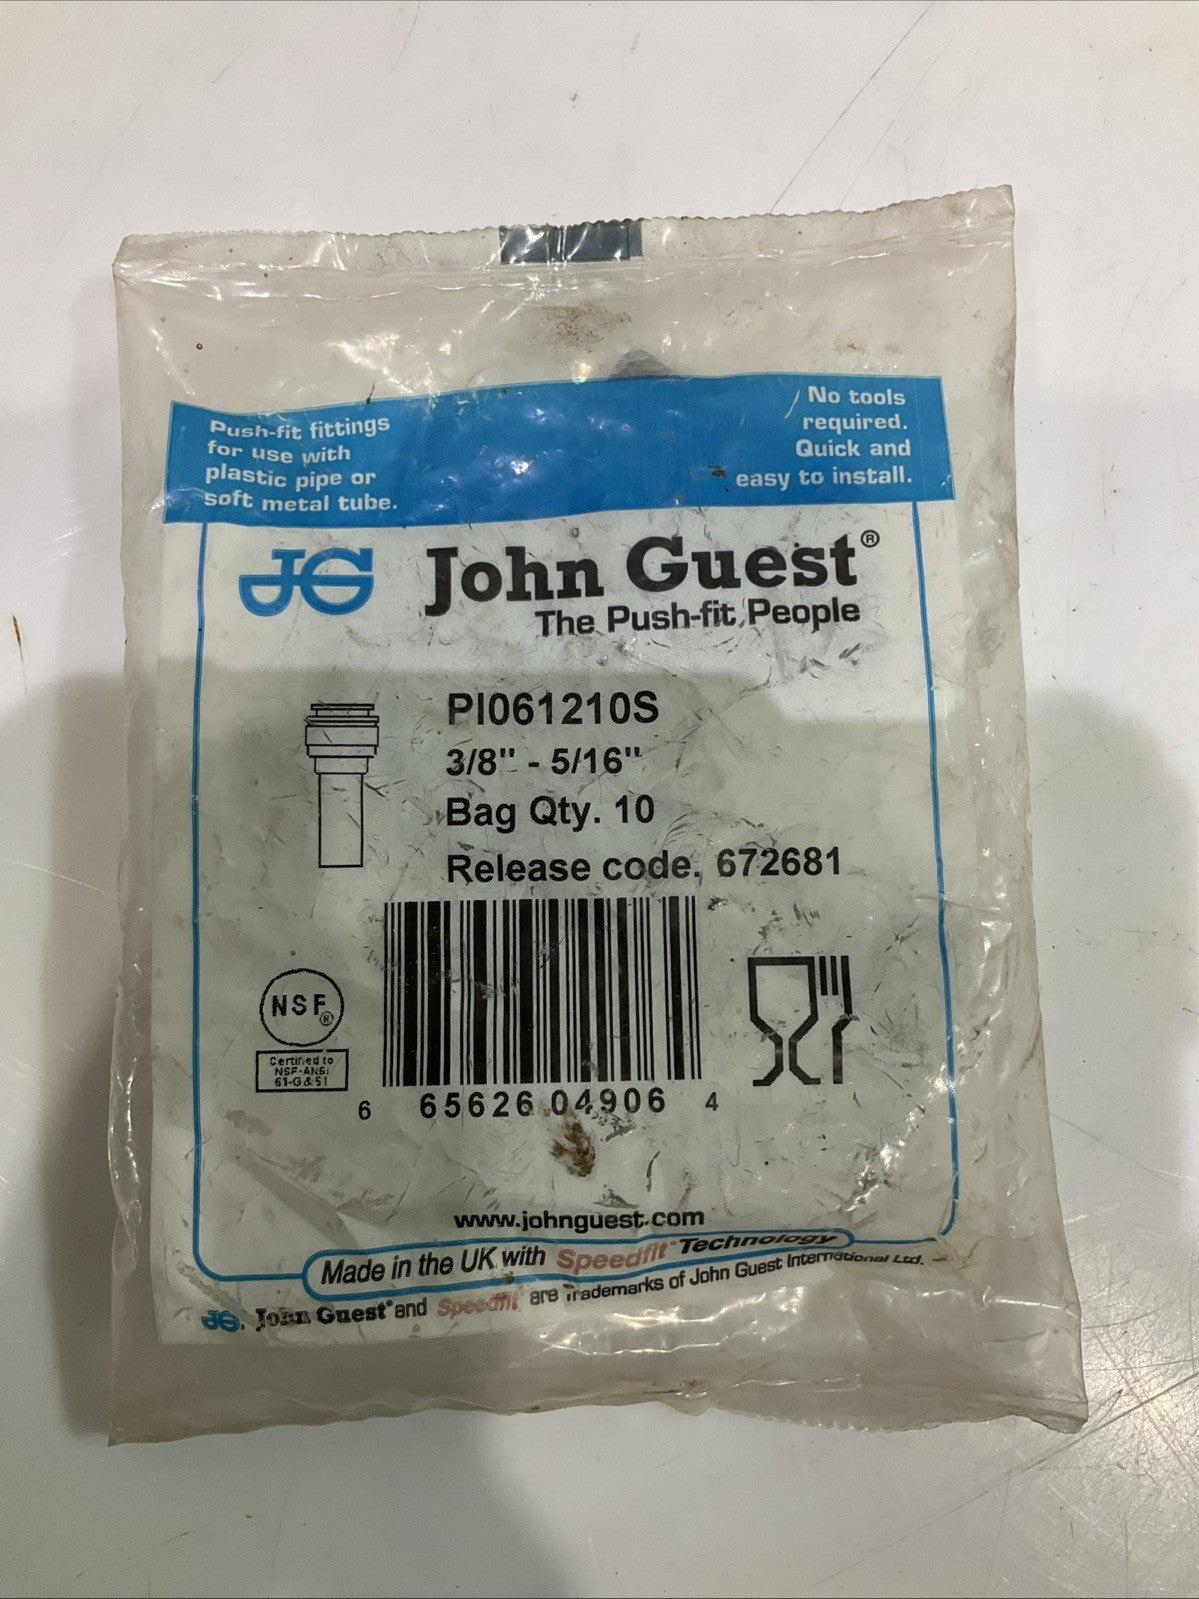 Push-fit fittings
for use with
plastic pipe or
soft metal tube.
No tools
required.
Quick and
easy to install.
JG John Guest®
The Push-fit People
PI061210S
3/8" - 5/16"
Bag Qty. 10
Release code. 672681
NSF®
Certified to
NSF-ANSI
61-G & 51
6 65626 04906 4
www.johnguest.com
Made in the UK with Speedfit® Technology
JG, John Guest® and Speedfit® are Trademarks of John Guest International Ltd.